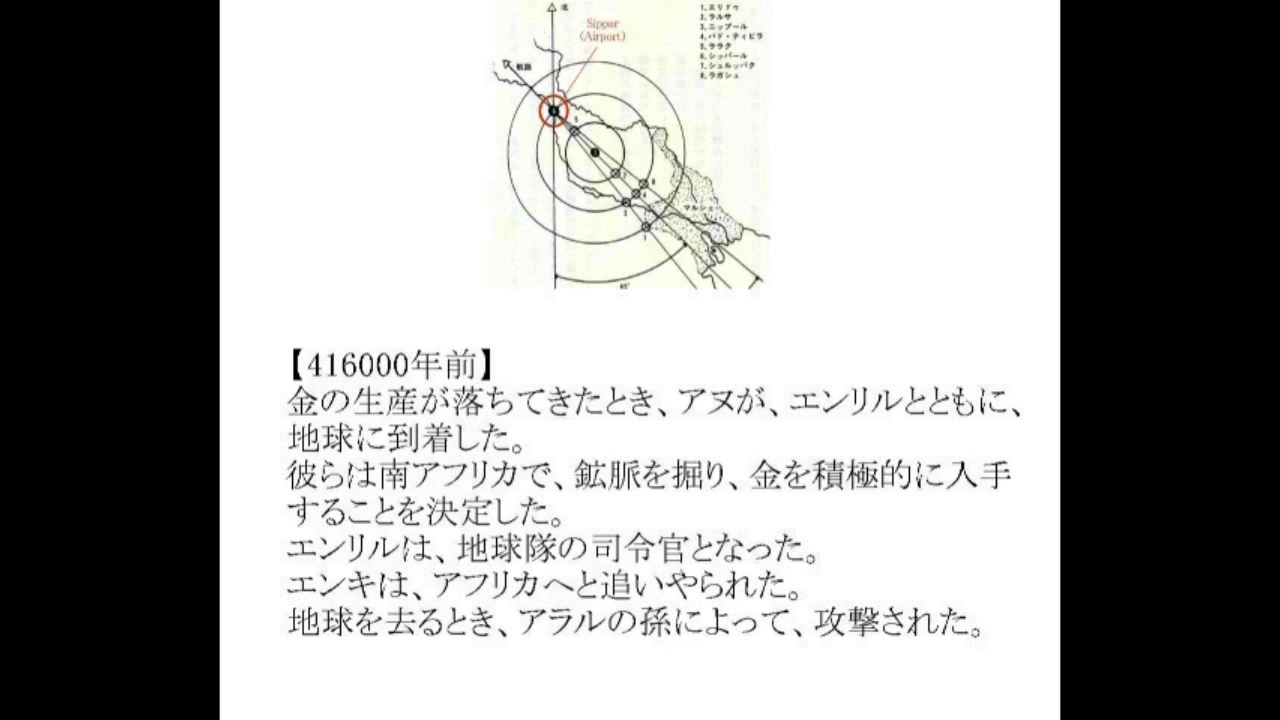 北
Sippar
(Airport)
1. エリドゥ
2. ラルサ
3. ニップール
4. バド・ティビラ
5. ララク
6. シッパール
7. シュルッパク
8. ラガシュ
5
7
8
4
2
1
マルシュ
45°
【416000年前】
金の生産が落ちてきたとき、アヌが、エンリルとともに、
地球に到着した。
彼らは南アフリカで、鉱脈を掘り、金を積極的に入手
することを決定した。
エンリルは、地球隊の司令官となった。
エンキは、アフリカへと追いやられた。
地球を去るとき、アラルの孫によって、攻撃された。